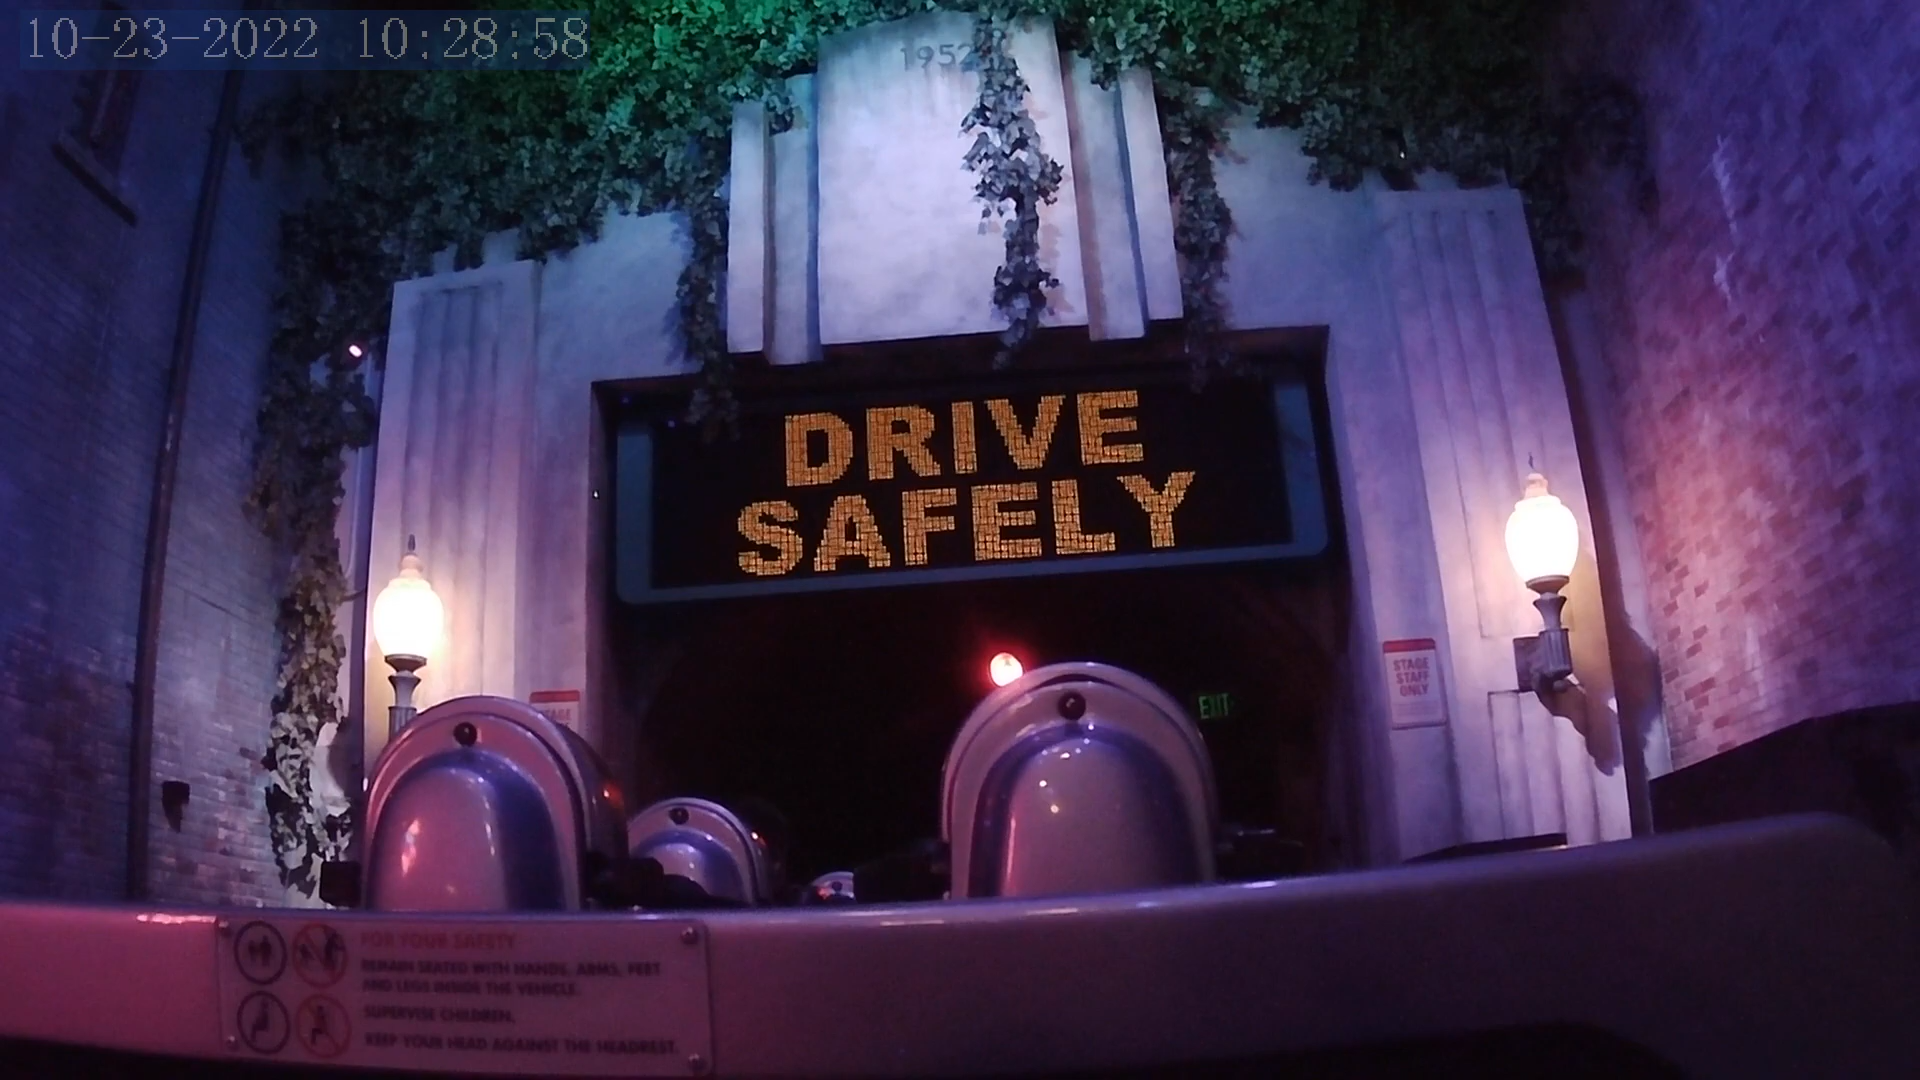 10-23-2022 10:28:58
1952
DRIVE
SAFELY
STAGE
STAFF
ONLY
EXIT
FOR YOUR SAFETY
REMAIN SEATED WITH HANDS, ARMS, FEET
AND LEGS INSIDE THE VEHICLE.
SUPERVISE CHILDREN.
KEEP YOUR HEAD AGAINST THE HEADREST.